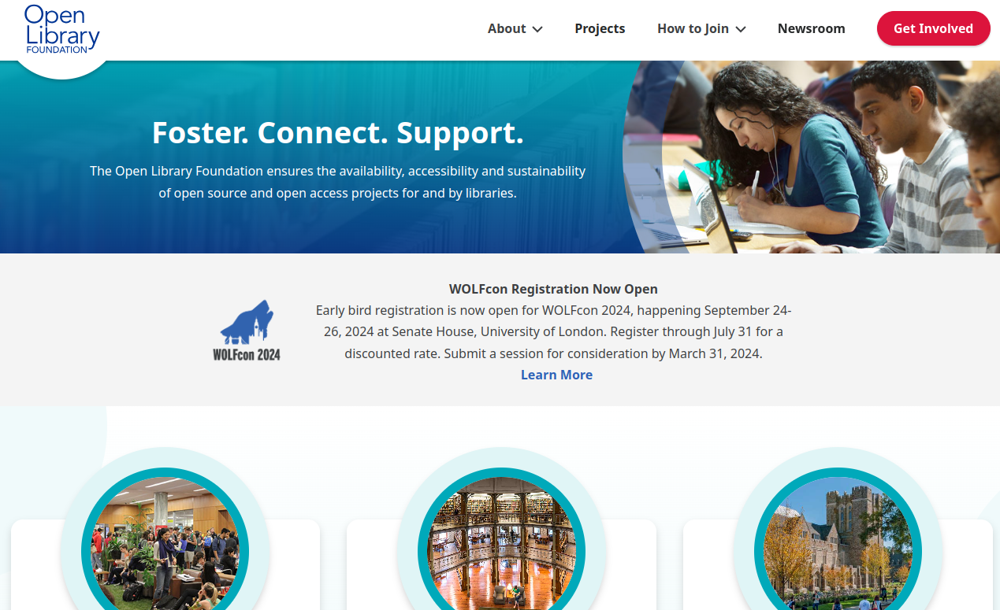 Open
Library
FOUNDATION
About
Projects
How to Join
Newsroom
Get Involved
Foster. Connect. Support.
The Open Library Foundation ensures the availability, accessibility and sustainability
of open source and open access projects for and by libraries.
WOLFcon 2024
WOLFcon Registration Now Open
Early bird registration is now open for WOLFcon 2024, happening September 24-
26, 2024 at Senate House, University of London. Register through July 31 for a
discounted rate. Submit a session for consideration by March 31, 2024.
Learn More